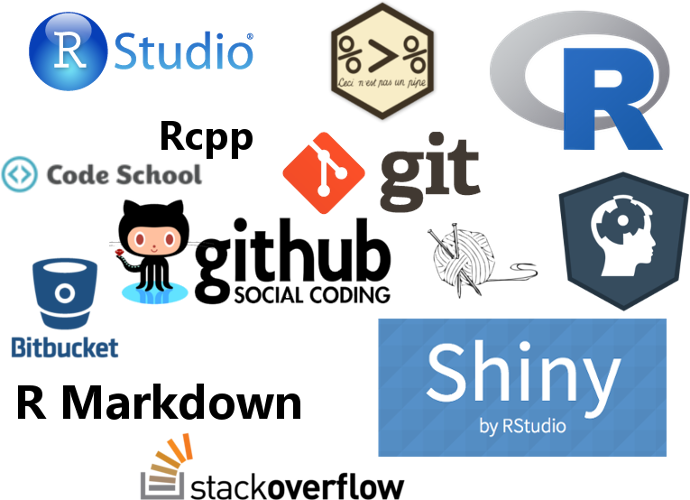 R Studio®
%>%
Ceci n'est pas un pipe
R
Rcpp
git
Code School
github
SOCIAL CODING
Bitbucket
Shiny
by RStudio
R Markdown
stackoverflow